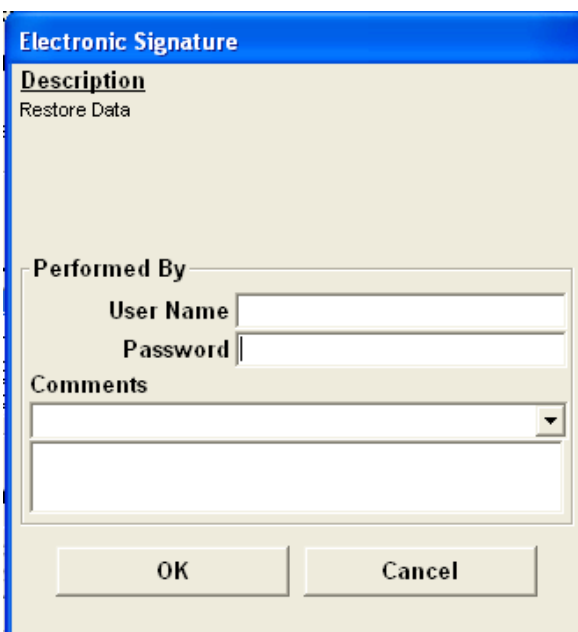 Electronic Signature
Description
Restore Data
Performed By
User Name
Password
Comments
OK Cancel